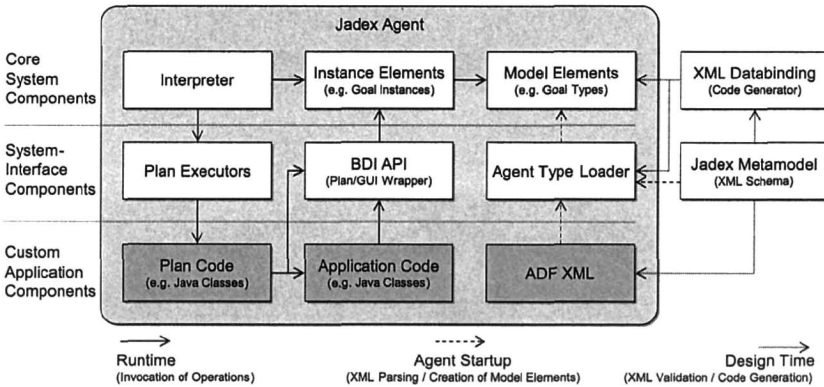 Jadex Agent
Core
System
Components
Interpreter
Instance Elements
(e.g. Goal Instances)
Model Elements
(e.g. Goal Types)
XML Databinding
(Code Generator)
System-
Interface
Components
Plan Executors
BDI API
(Plan/GUI Wrapper)
Agent Type Loader
Jadex Metamodel
(XML Schema)
Custom
Application
Components
Plan Code
(e.g. Java Classes)
Application Code
(e.g. Java Classes)
ADF XML
Runtime
(Invocation of Operations)
Agent Startup
(XML Parsing / Creation of Model Elements)
Design Time
(XML Validation / Code Generation)